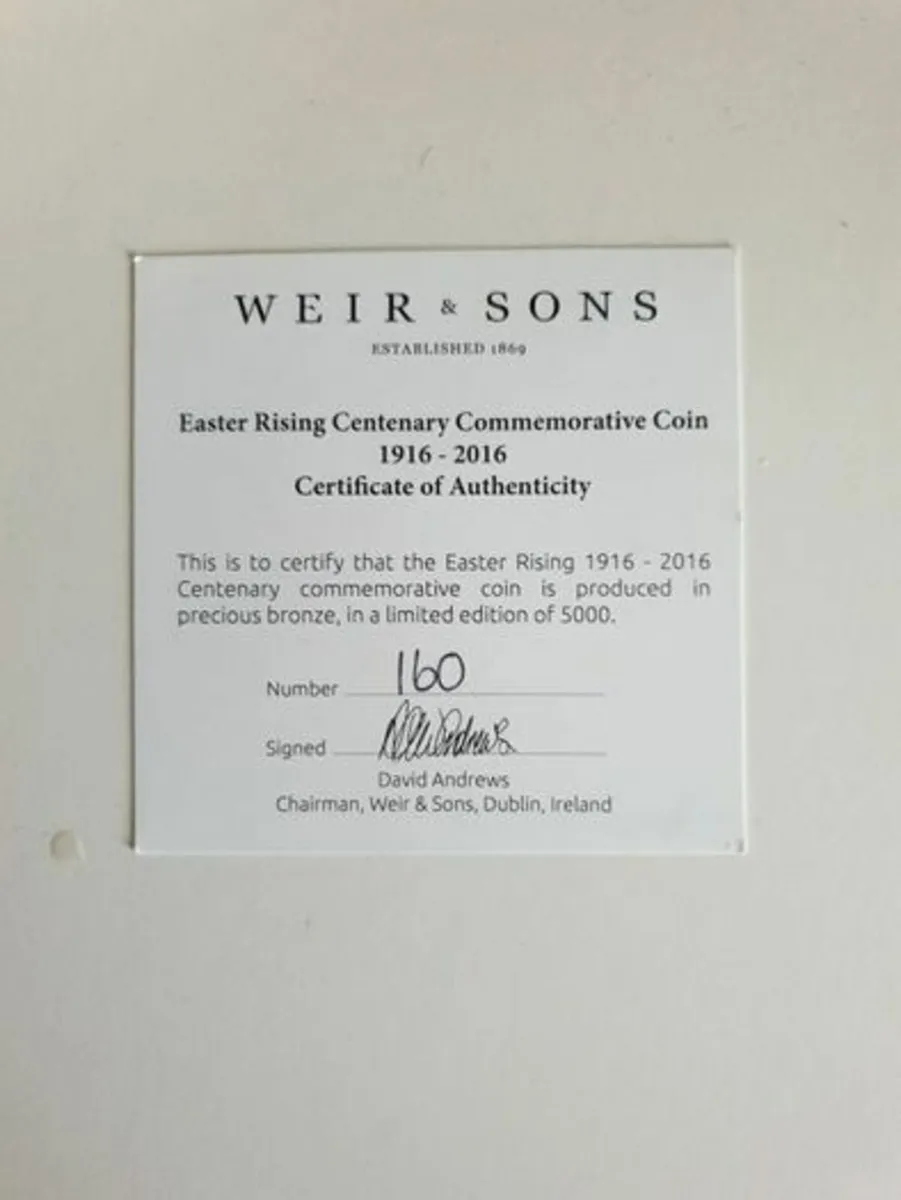 WEIR & SONS
ESTABLISHED 1869
Easter Rising Centenary Commemorative Coin
1916 - 2016
Certificate of Authenticity
This is to certify that the Easter Rising 1916 - 2016
Centenary commemorative coin is produced in
precious bronze, in a limited edition of 5000.
Number 160
Signed
David Andrews
Chairman, Weir & Sons, Dublin, Ireland